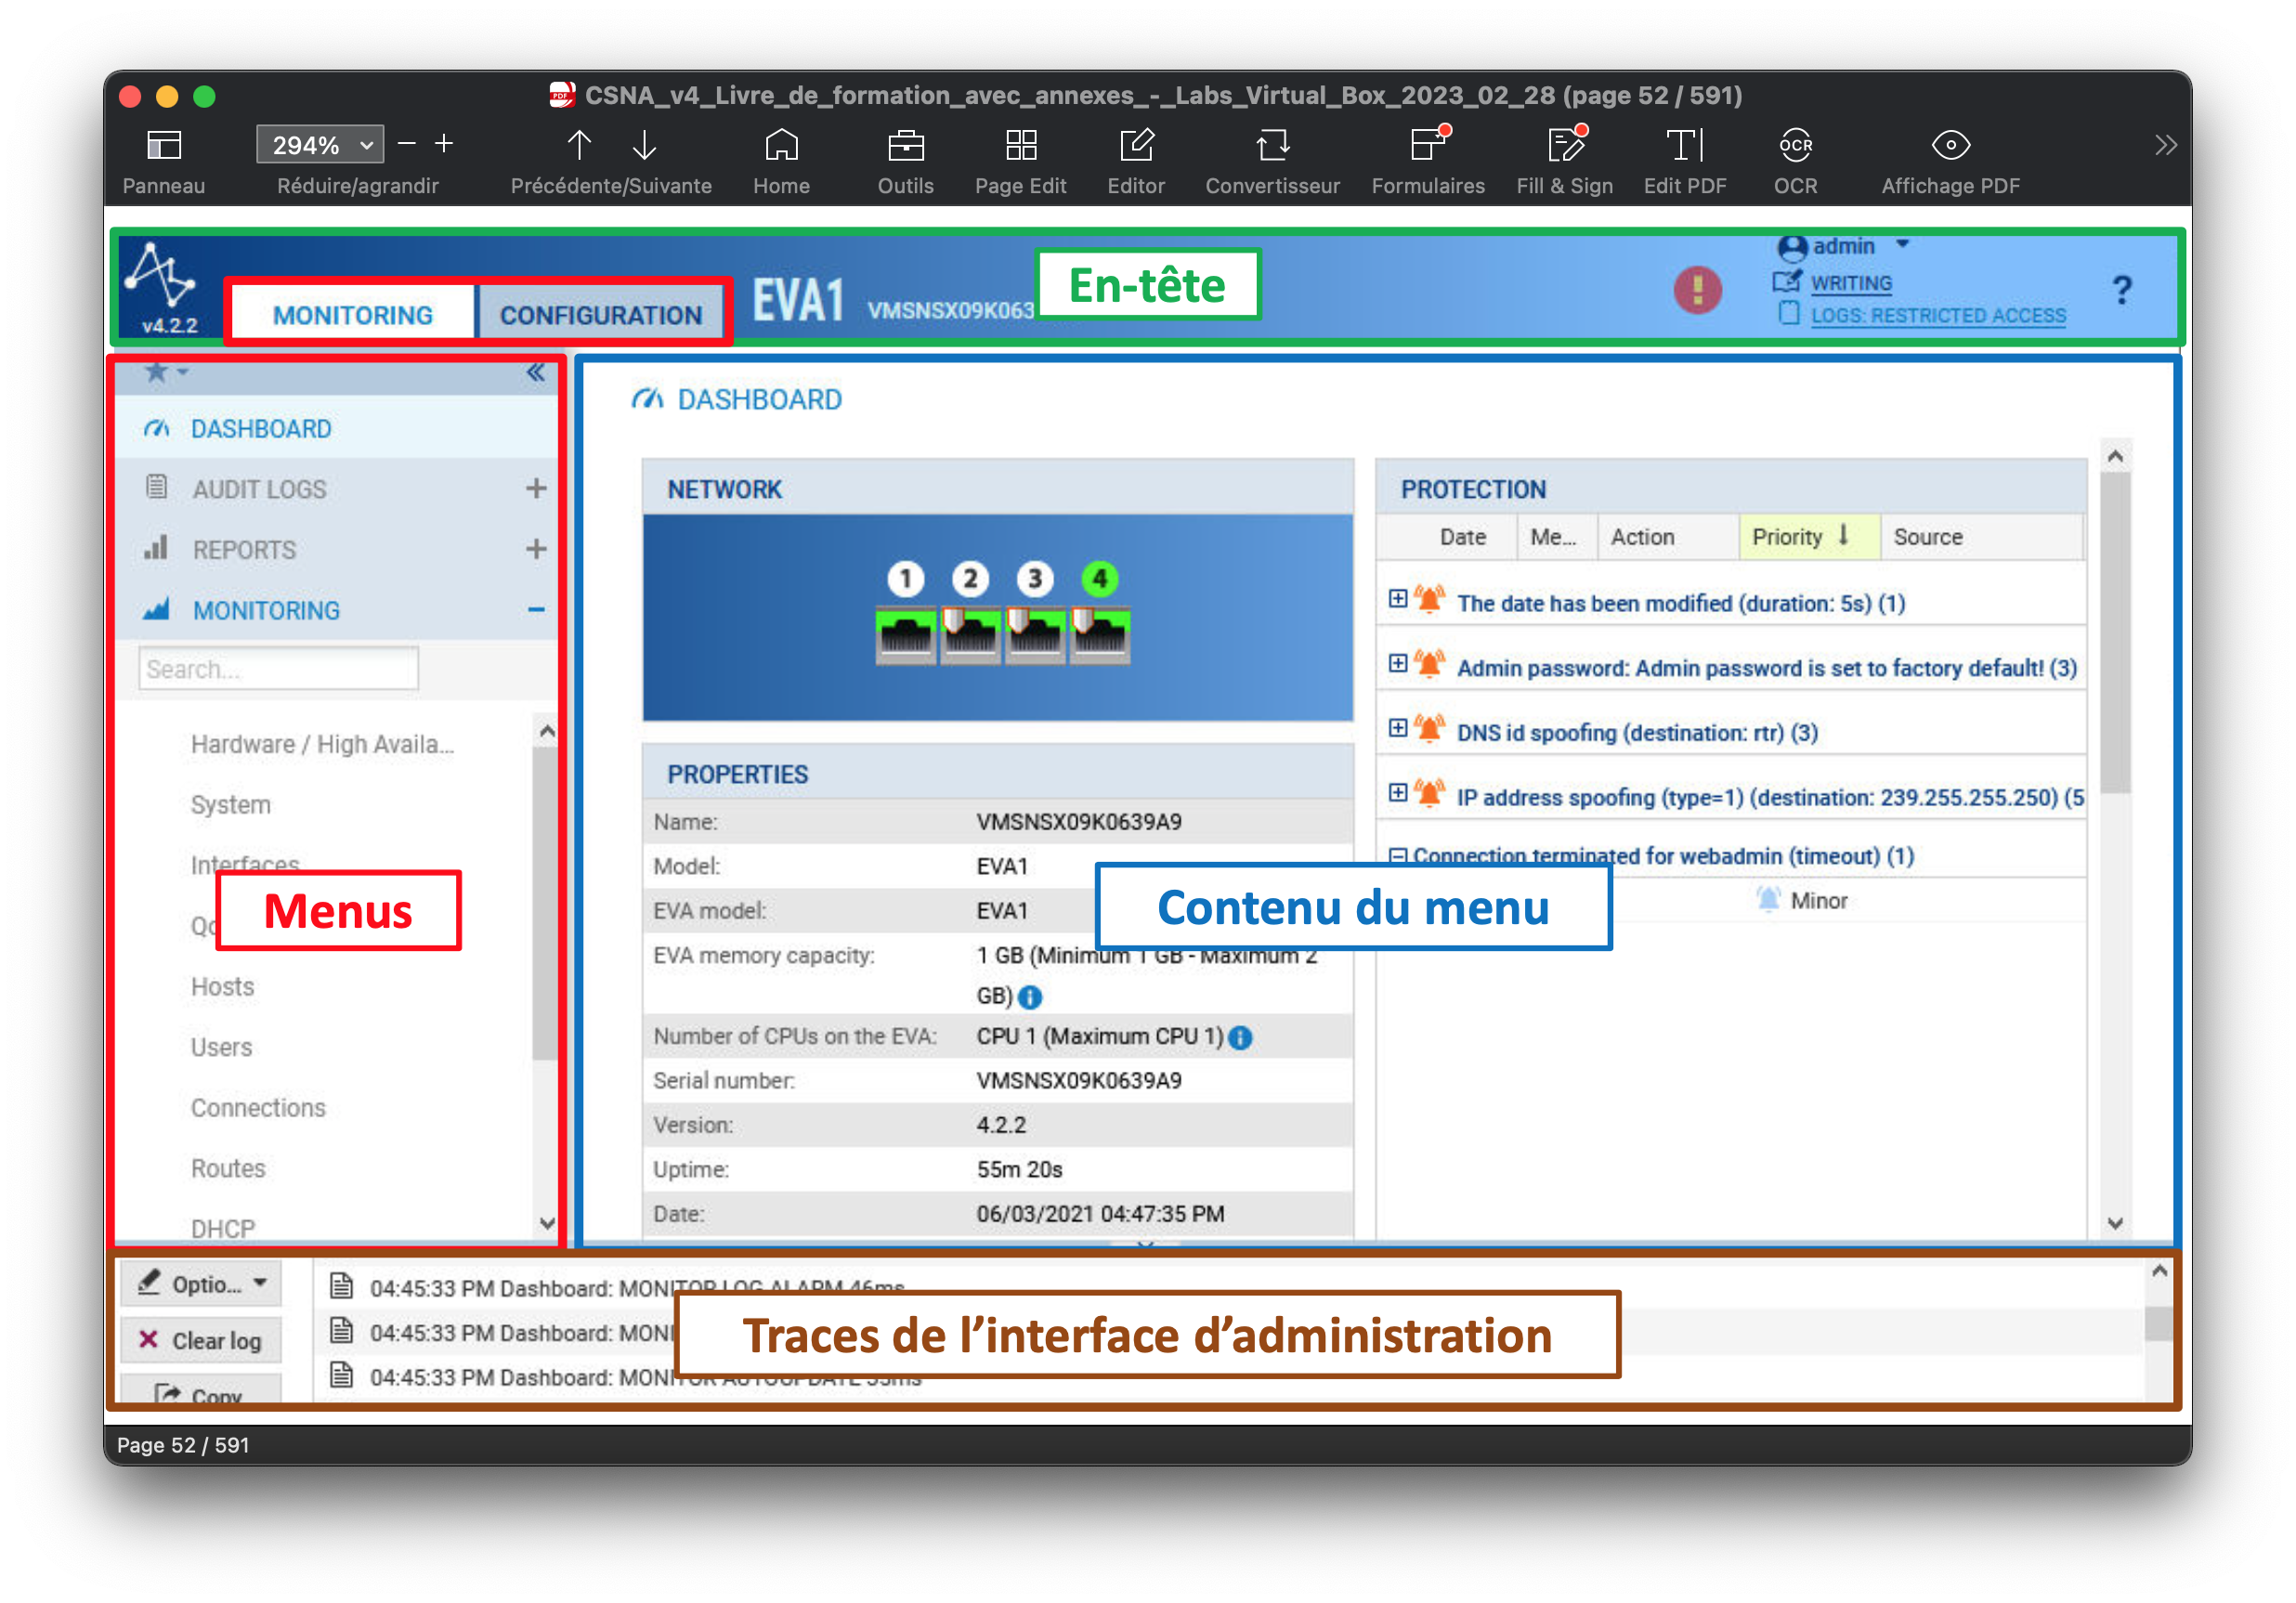 CSNA_v4_Livre_de_formation_avec_annexes_-_Labs_Virtual_Box_2023_02_28 (page 52 / 591)
294%
Panneau Réduire/agrandir Précédente/Suivante Home Outils Page Edit Editor Convertisseur Formulaires Fill & Sign Edit PDF OCR Affichage PDF
v4.2.2
MONITORING
CONFIGURATION
EVA1
VMSNSX09K063
En-tête
admin
WRITING
LOGS: RESTRICTED ACCESS
?
DASHBOARD
AUDIT LOGS
REPORTS
MONITORING
Search...
Hardware / High Availa...
System
Interfaces
Menus
Hosts
Users
Connections
Routes
DHCP
DASHBOARD
NETWORK
1 2 3 4
PROPERTIES
Name: VMSNSX09K0639A9
Model: EVA1
EVA model: EVA1
EVA memory capacity: 1 GB (Minimum 1 GB - Maximum 2
GB)
Number of CPUs on the EVA: CPU 1 (Maximum CPU 1)
Serial number: VMSNSX09K0639A9
Version: 4.2.2
Uptime: 55m 20s
Date: 06/03/2021 04:47:35 PM
PROTECTION
Date Me... Action Priority Source
The date has been modified (duration: 5s) (1)
Admin password: Admin password is set to factory default! (3)
DNS id spoofing (destination: rtr) (3)
IP address spoofing (type=1) (destination: 239.255.255.250) (5
Connection terminated for webadmin (timeout) (1)
Minor
Contenu du menu
Optio...
Clear log
Copy
04:45:33 PM Dashboard: MONITOR LOG ALARM 46ms
04:45:33 PM Dashboard: MONI
04:45:33 PM Dashboard: MONITOR AUTOUPDATE
Traces de l’interface d’administration
Page 52 / 591